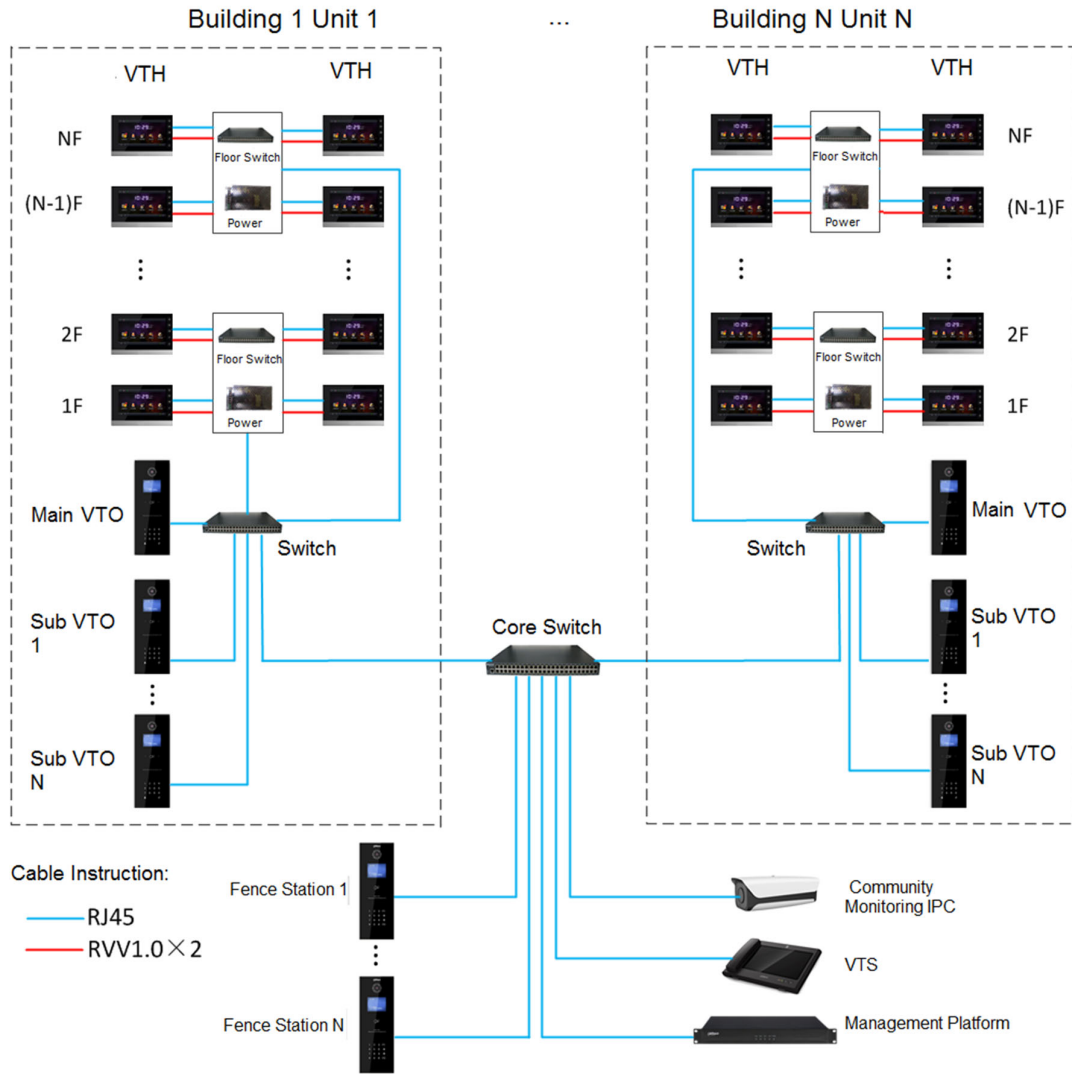 Building 1 Unit 1
...
Building N Unit N
VTH
VTH
NF
Floor Switch
(N-1)F
Power
2F
Floor Switch
1F
Power
Main VTO
Switch
Sub VTO
1
Sub VTO
N
VTH
VTH
Floor Switch
NF
(N-1)F
Power
2F
Floor Switch
1F
Power
Main VTO
Switch
Sub VTO
1
Sub VTO
N
Core Switch
Cable Instruction:
RJ45
RVV1.0×2
Fence Station 1
Fence Station N
Community
Monitoring IPC
VTS
Management Platform